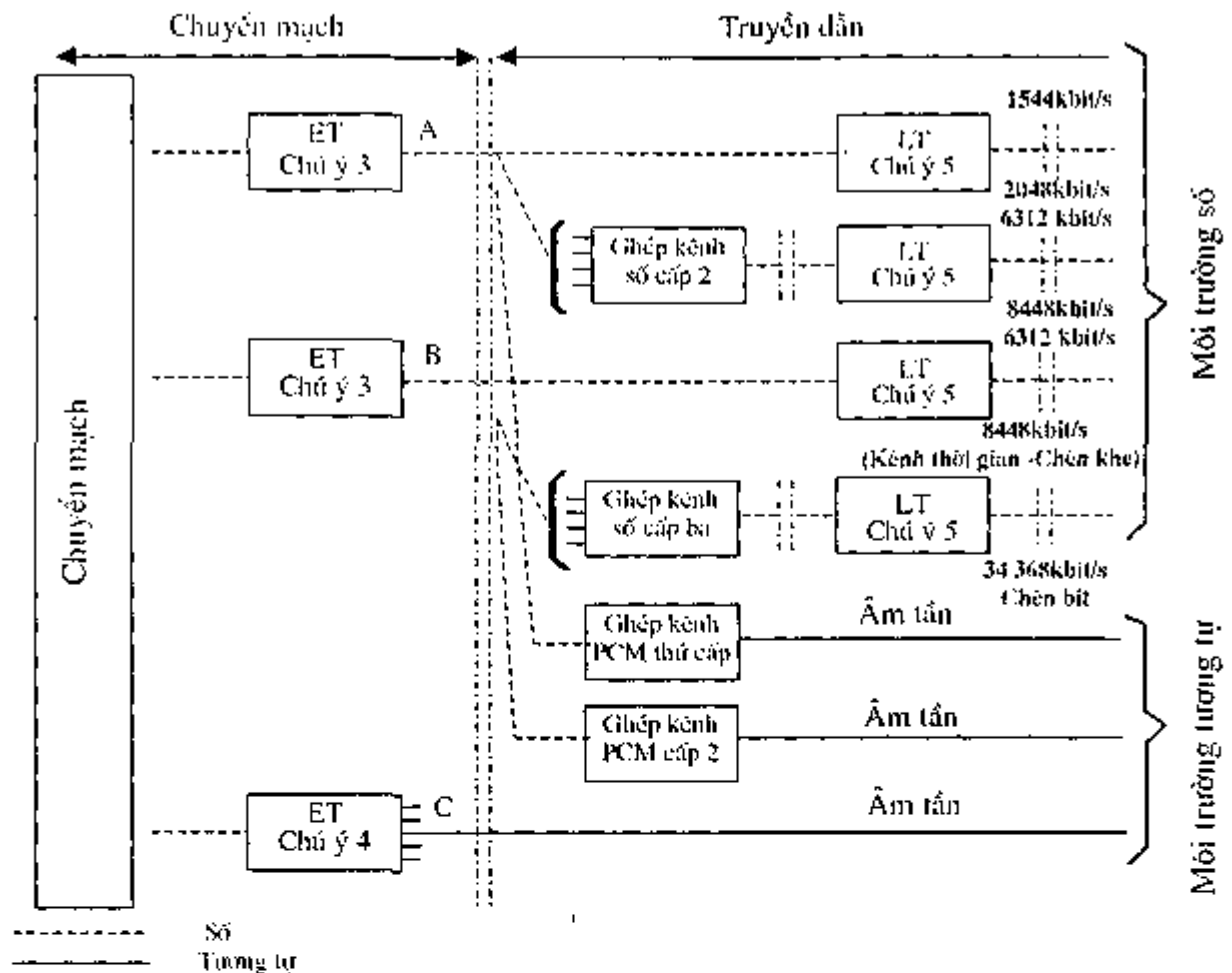 Chuyển mạch
Truyền dẫn
1544kbit/s
ET
Chú ý 3
A
LT
Chú ý 5
2048kbit/s
6312 kbit/s
Ghép kênh
số cấp 2
LT
Chú ý 5
8448kbit/s
6312 kbit/s
ET
Chú ý 3
B
LT
Chú ý 5
8448kbit/s
(Kênh thời gian -Chèn khe)
Ghép kênh
số cấp ba
LT
Chú ý 5
34 368kbit/s
Chèn bit
Ghép kênh
PCM thứ cấp
Âm tần
Ghép kênh
PCM cấp 2
Âm tần
ET
Chú ý 4
C
Âm tần
Chuyển mạch
Môi trường số
Môi trường tương tự
Số
Tương tự